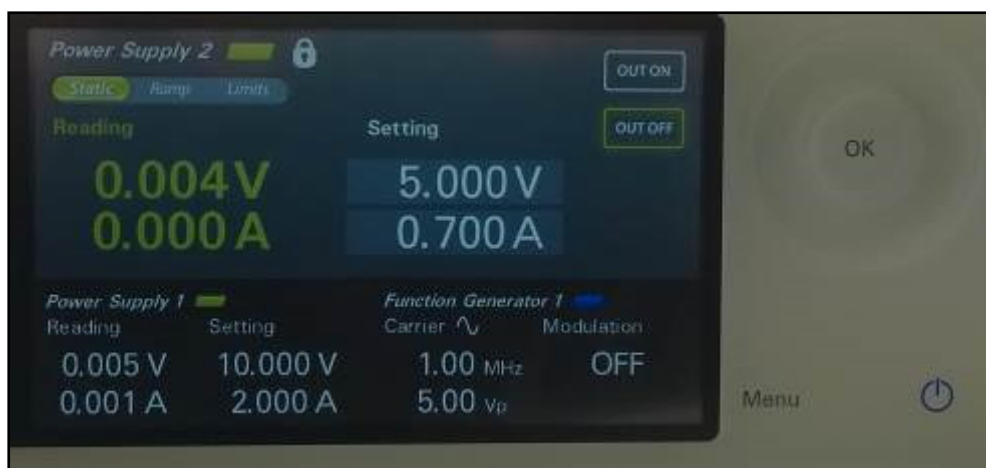 Power Supply 2
OUT ON
Static Ramp Limits
Reading Setting OUT OFF
0.004 V 5.000 V
0.000 A 0.700 A
OK
Power Supply 1 Function Generator 1
Reading Setting Carrier Modulation
0.005 V 10.000 V 1.00 MHz OFF
0.001 A 2.000 A 5.00 Vp
Menu